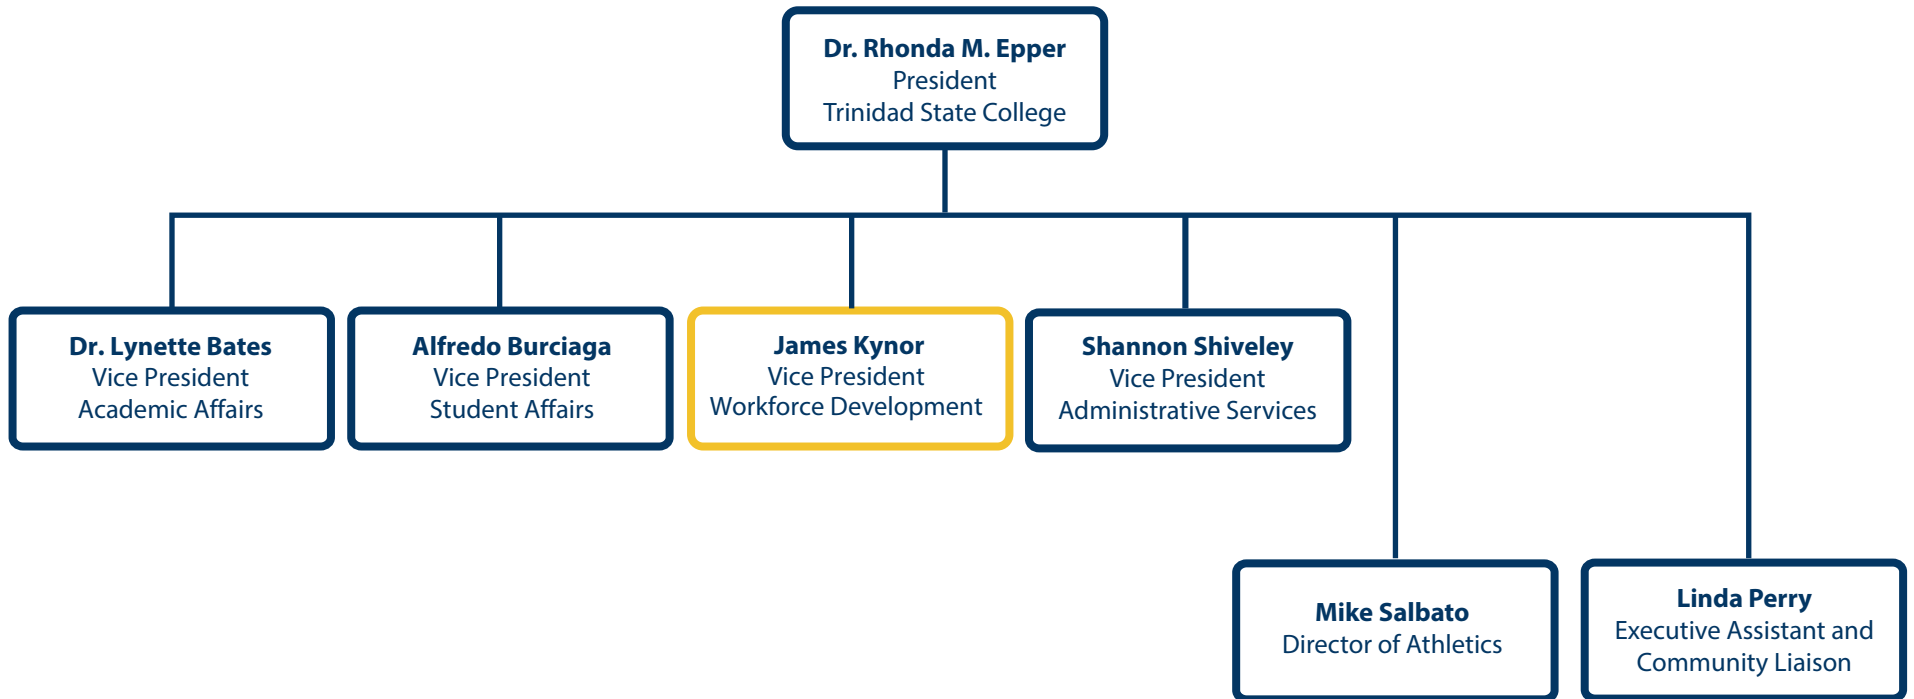 Dr. Rhonda M. Epper
President
Trinidad State College
Dr. Lynette Bates
Vice President
Academic Affairs
Alfredo Burciaga
Vice President
Student Affairs
James Kynor
Vice President
Workforce Development
Shannon Shiveley
Vice President
Administrative Services
Mike Salbato
Director of Athletics
Linda Perry
Executive Assistant and
Community Liaison